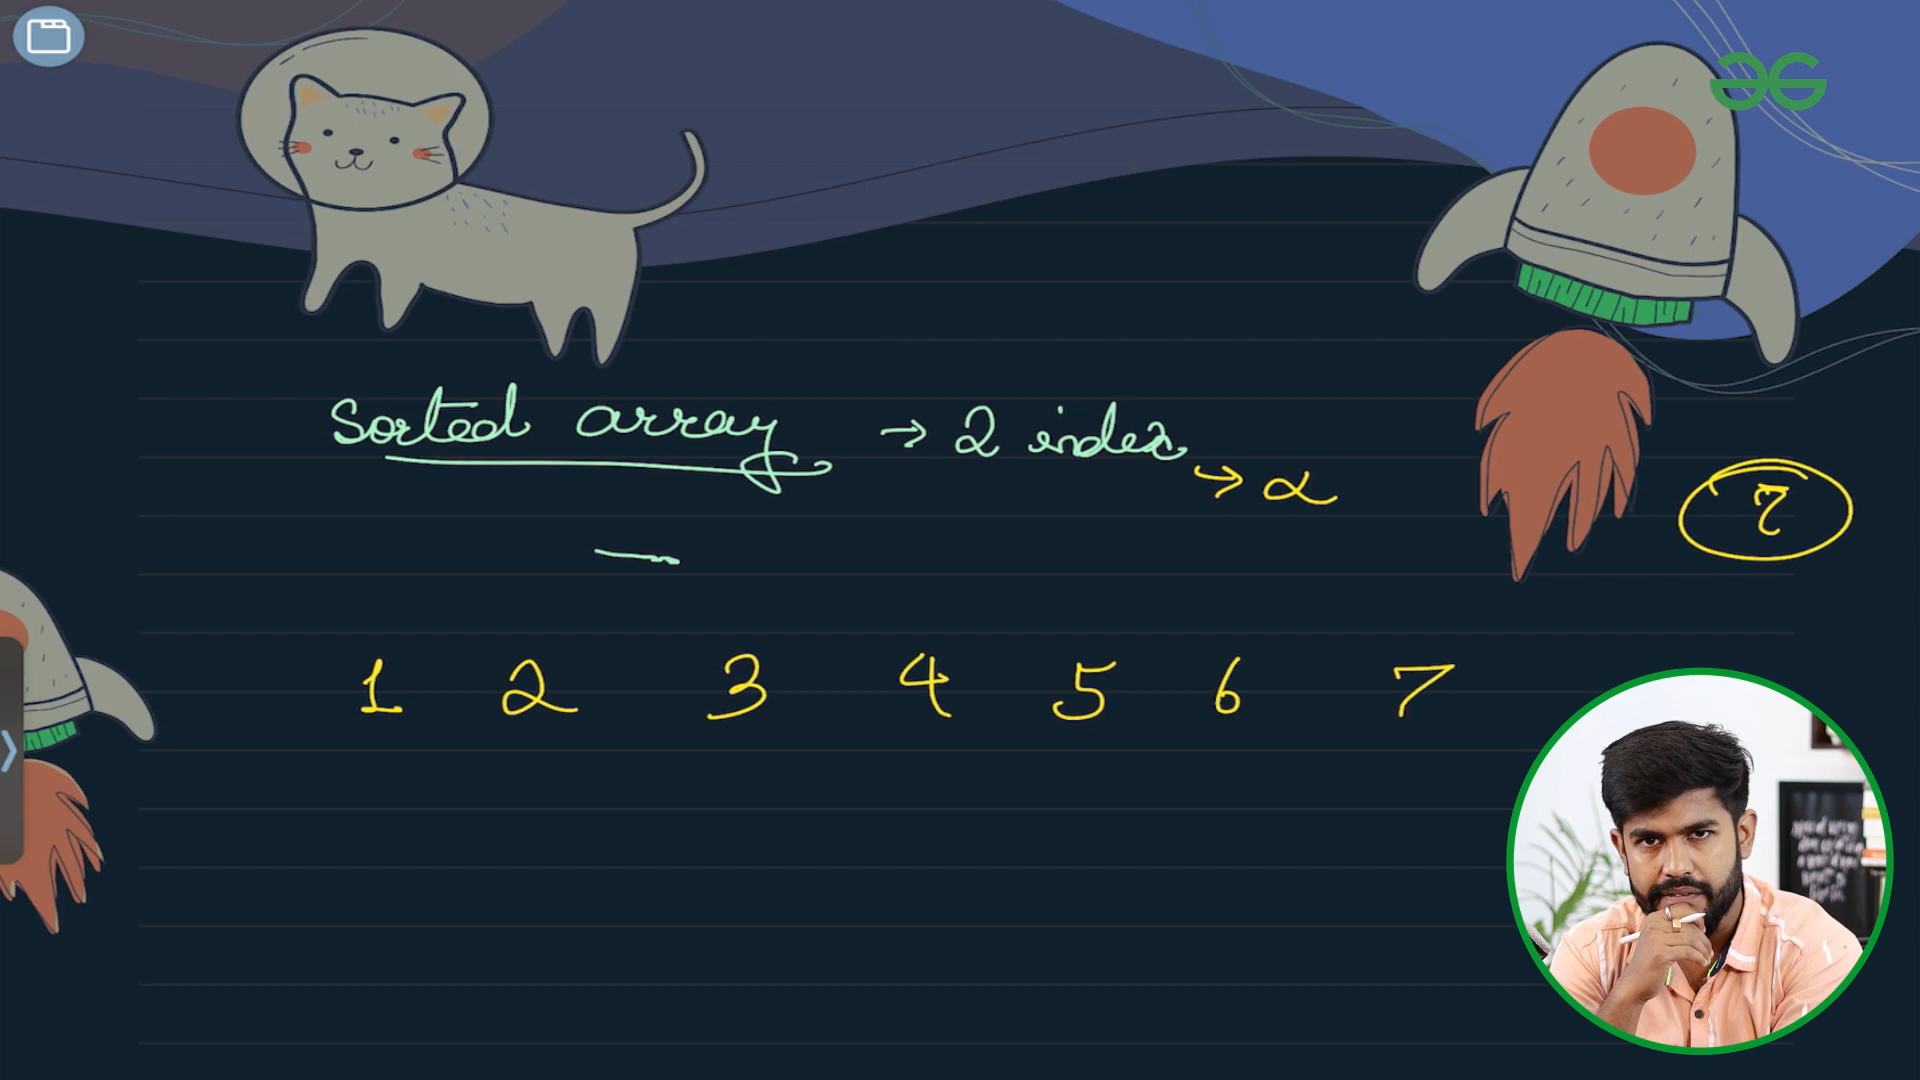 Sorted array → 2 index
→ α
7
1 2 3 4 5 6 7